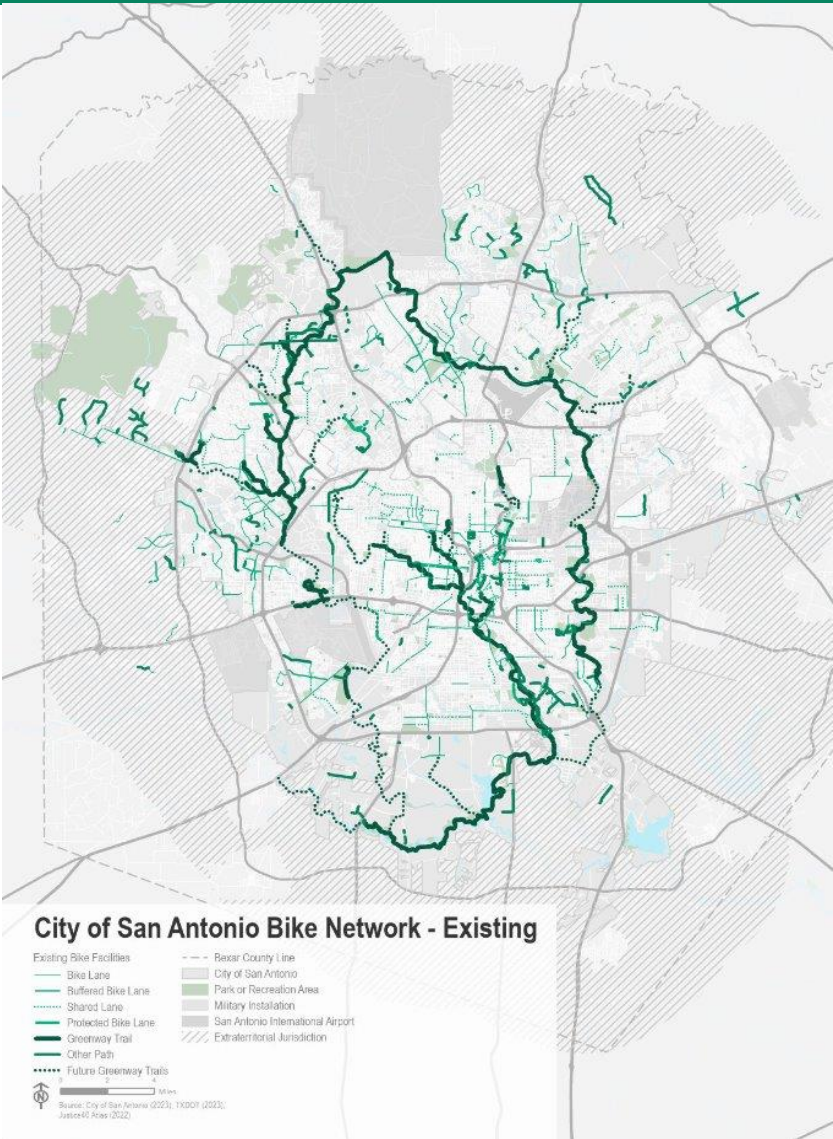 City of San Antonio Bike Network - Existing
Existing Bike Facilities
Bike Lane
Buffered Bike Lane
Shared Lane
Protected Bike Lane
Greenway Trail
Other Path
Future Greenway Trails
Bexar County Line
City of San Antonio
Park or Recreation Area
Military Installation
San Antonio International Airport
Extraterritorial Jurisdiction
0 2 4
Miles
N
Source: City of San Antonio (2023), TXDOT (2023),
Justice40 Atlas (2022)